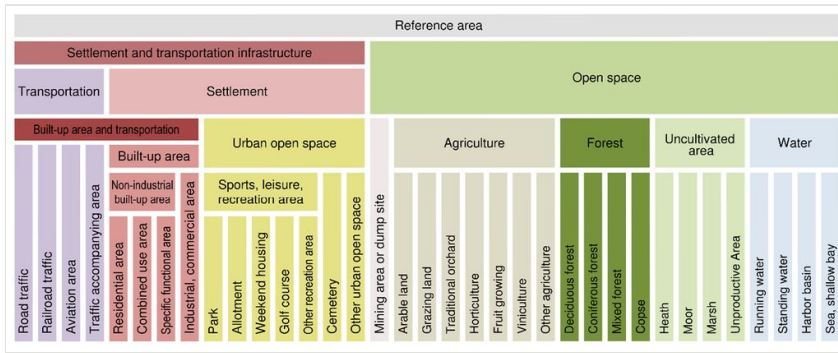 Reference area
Settlement and transportation infrastructure
Open space
Transportation
Settlement
Built-up area and transportation
Urban open space
Agriculture
Forest
Uncultivated
area
Water
Built-up area
Non-industrial
built-up area
Sports, leisure,
recreation area
Road traffic
Railroad traffic
Aviation area
Traffic accompanying area
Residential area
Combined use area
Specific functional area
Industrial, commercial area
Park
Allotment
Weekend housing
Golf course
Other recreation area
Cemetery
Other urban open space
Mining area or dump site
Arable land
Grazing land
Traditional orchard
Horticulture
Fruit growing
Viniculture
Other agriculture
Deciduous forest
Coniferous forest
Mixed forest
Copse
Heath
Moor
Marsh
Unproductive Area
Running water
Standing water
Harbor basin
Sea, shallow bay